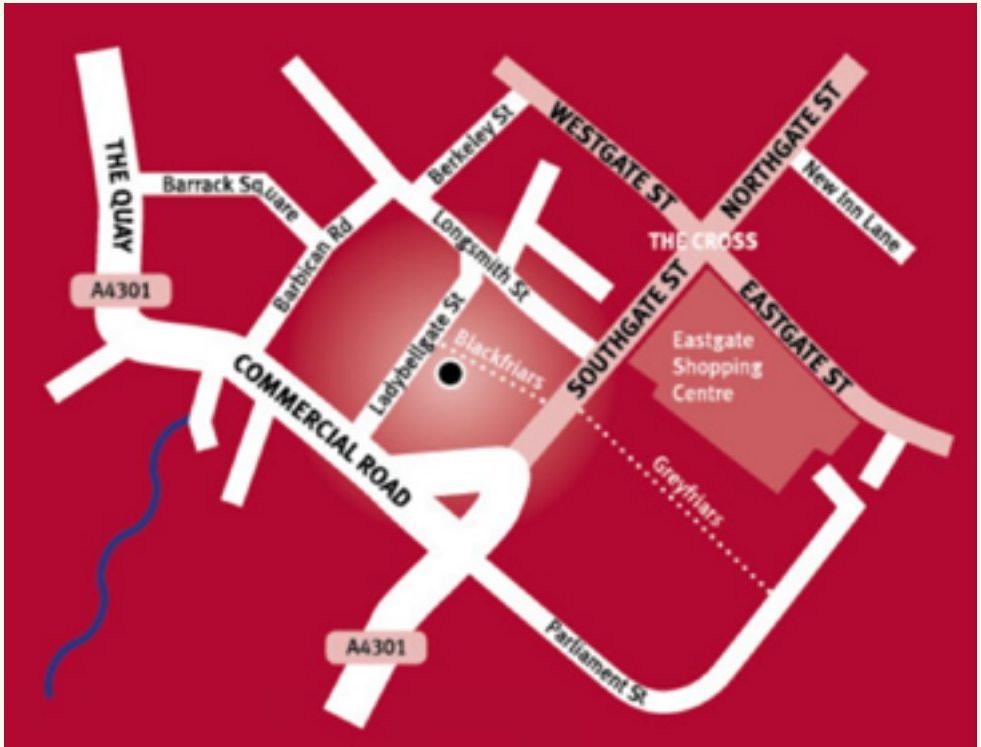 THE QUAY
Barrack Square
Berkeley St
WESTGATE ST
NORTHGATE ST
New Inn Lane
THE CROSS
Longsmith St
Barbican Rd
A4301
Ladybellgate St
Blackfriars
SOUTHGATE ST
EASTGATE ST
Eastgate
Shopping
Centre
COMMERCIAL ROAD
Greyfriars
A4301
Parliament St